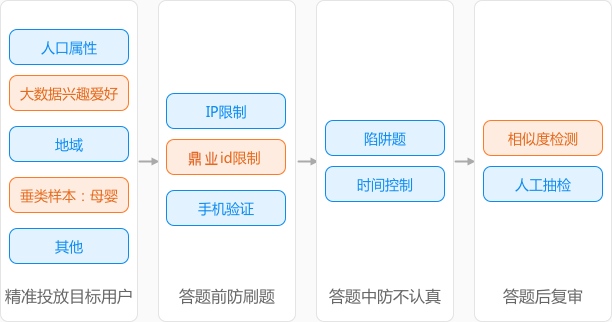 人口属性
大数据兴趣爱好
地域
垂类样本：母婴
其他
精准投放目标用户
IP限制
鼎业id限制
手机验证
答题前防刷题
陷阱题
时间控制
答题中防不认真
相似度检测
人工抽检
答题后复审